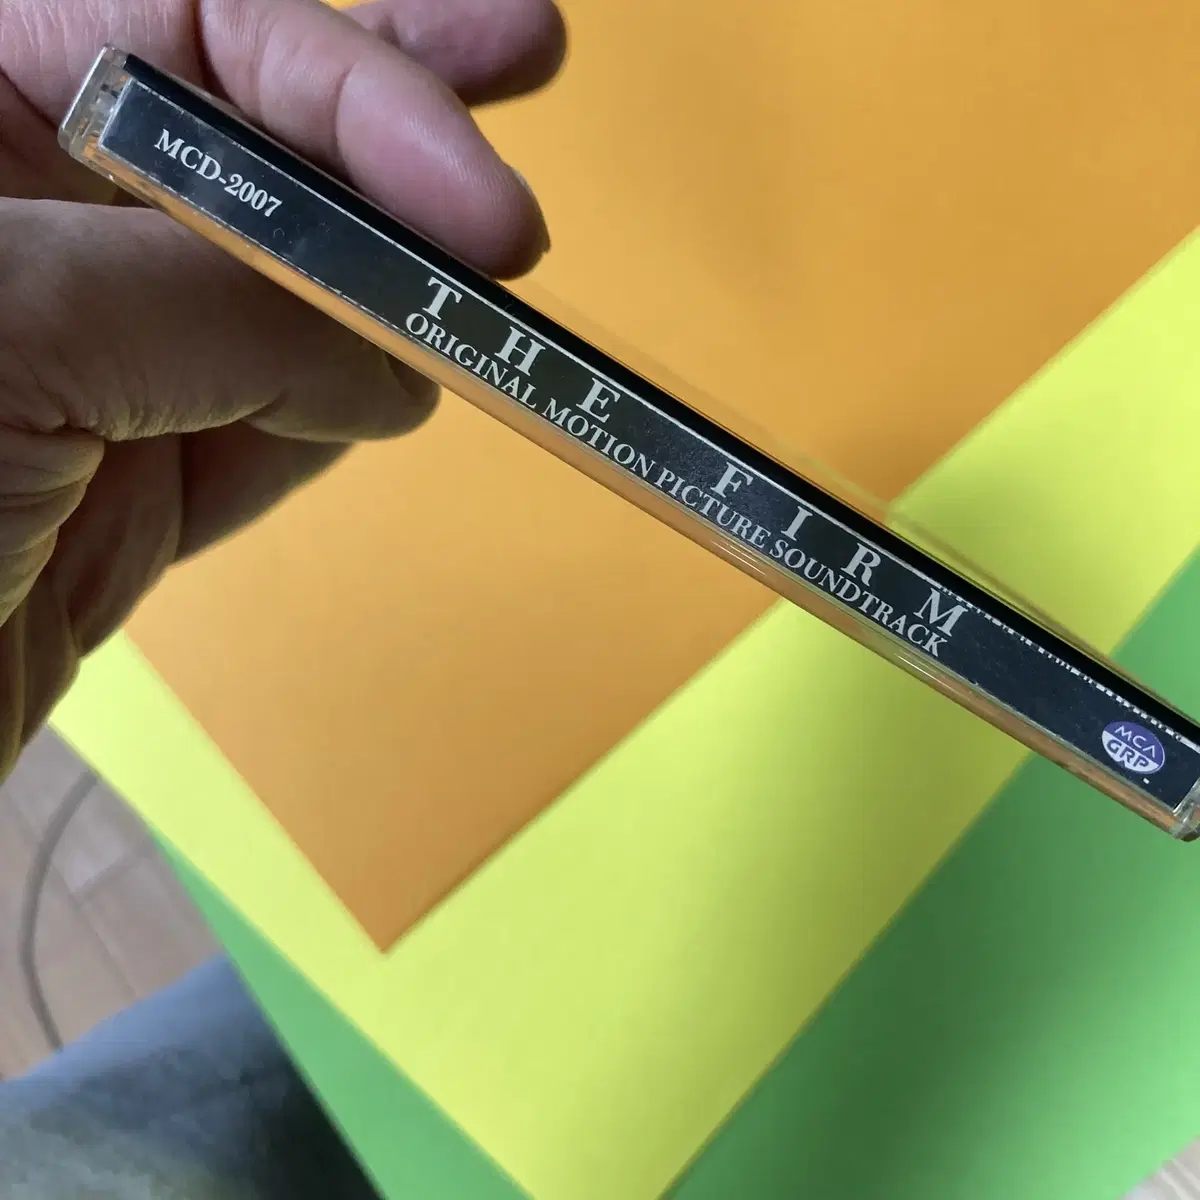 MCD-2007
THE FIRM
ORIGINAL MOTION PICTURE SOUNDTRACK
MCA
GRP